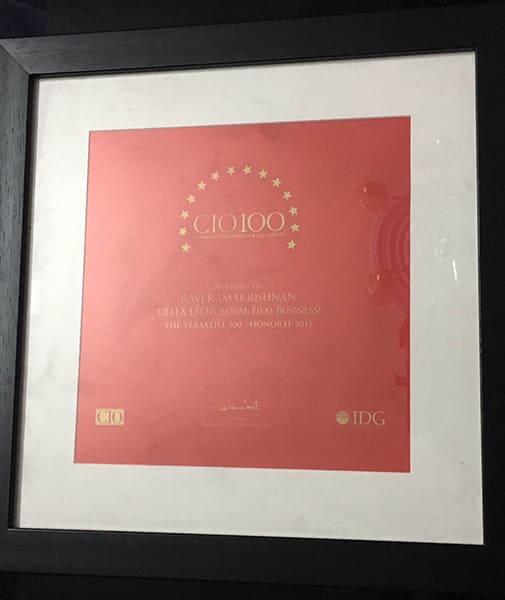 CIO100
AWARDED TO
RAVI RAMAKRISHNAN
UFLEX LTD. (GLOBAL FILM BUSINESS)
THE VERSATILE 100 - HONOREE 2015
CIO
IDG